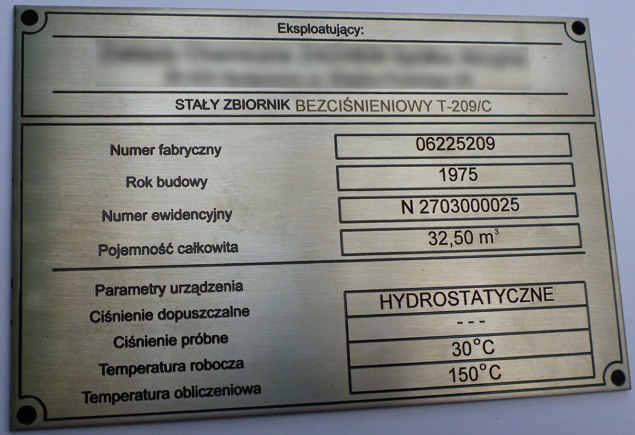 Eksploatujący:
STAŁY ZBIORNIK BEZCIŚNIENIOWY T-209/C
Numer fabryczny 06225209
Rok budowy 1975
Numer ewidencyjny N 2703000025
Pojemność całkowita 32,50 m³
Parametry urządzenia
Ciśnienie dopuszczalne HYDROSTATYCZNE
Ciśnienie próbne - - -
Temperatura robocza 30°C
Temperatura obliczeniowa 150°C